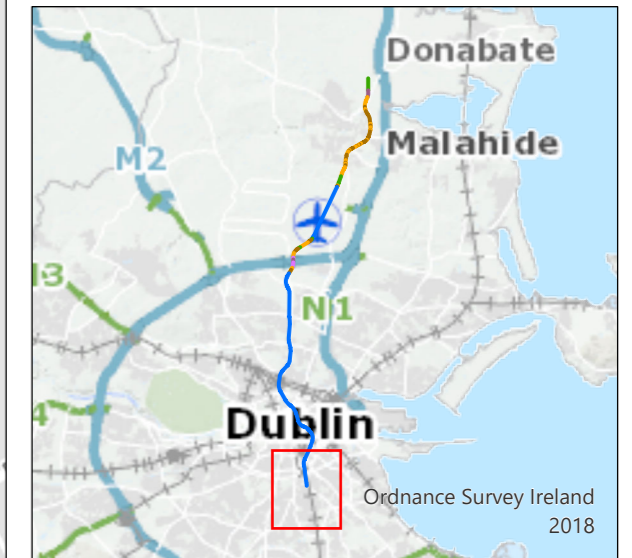 Donabate
Malahide
M2
N1
Dublin
Ordnance Survey Ireland
2018